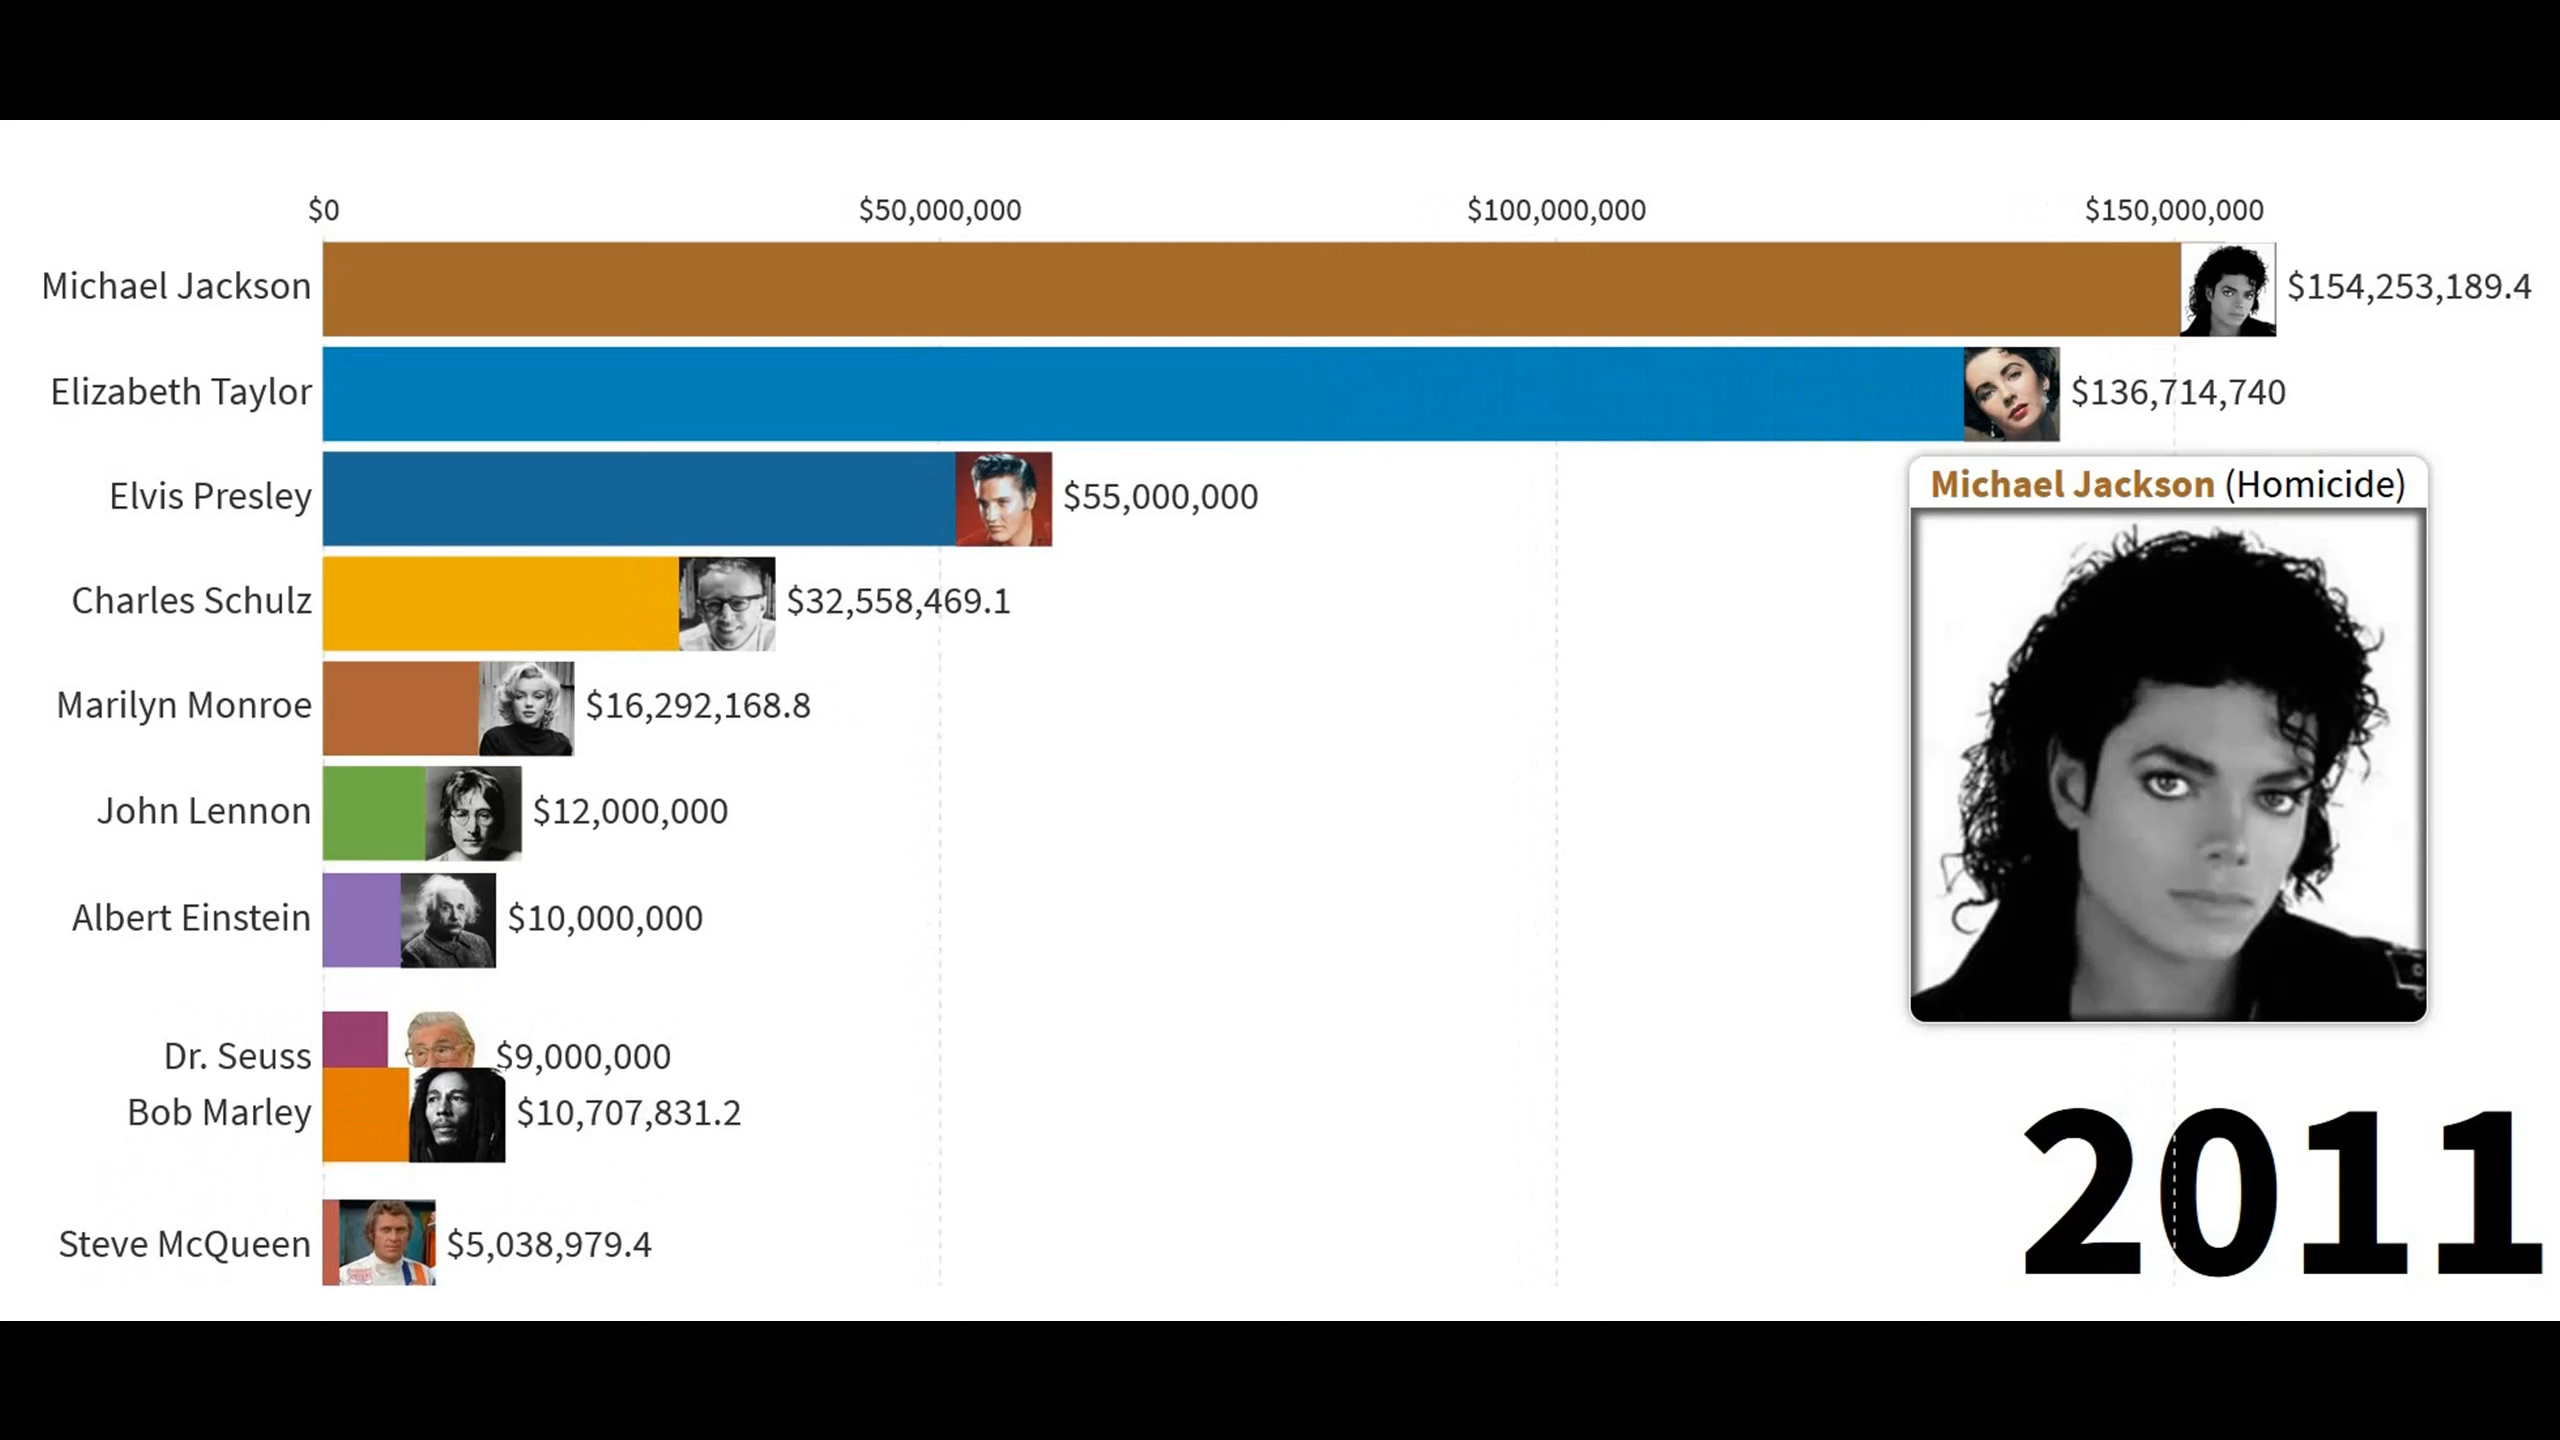 $0 $50,000,000 $100,000,000 $150,000,000
Michael Jackson $154,253,189.4
Elizabeth Taylor $136,714,740
Elvis Presley $55,000,000
Michael Jackson (Homicide)
Charles Schulz $32,558,469.1
Marilyn Monroe $16,292,168.8
John Lennon $12,000,000
Albert Einstein $10,000,000
Dr. Seuss $9,000,000
Bob Marley $10,707,831.2
Steve McQueen $5,038,979.4
2011